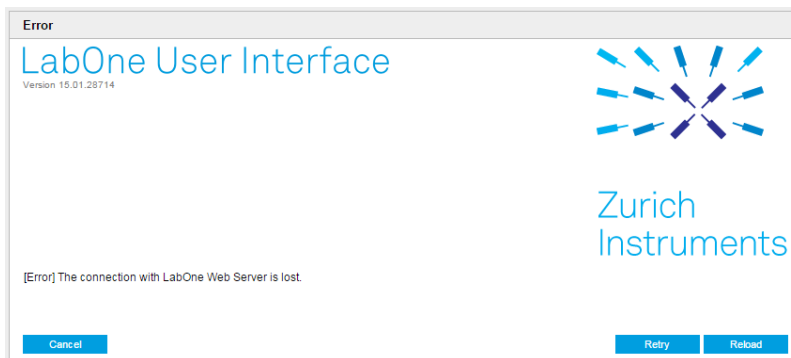 Error
LabOne User Interface
Version 15.01.28714
Zurich
Instruments
[Error] The connection with LabOne Web Server is lost.
Cancel
Retry
Reload